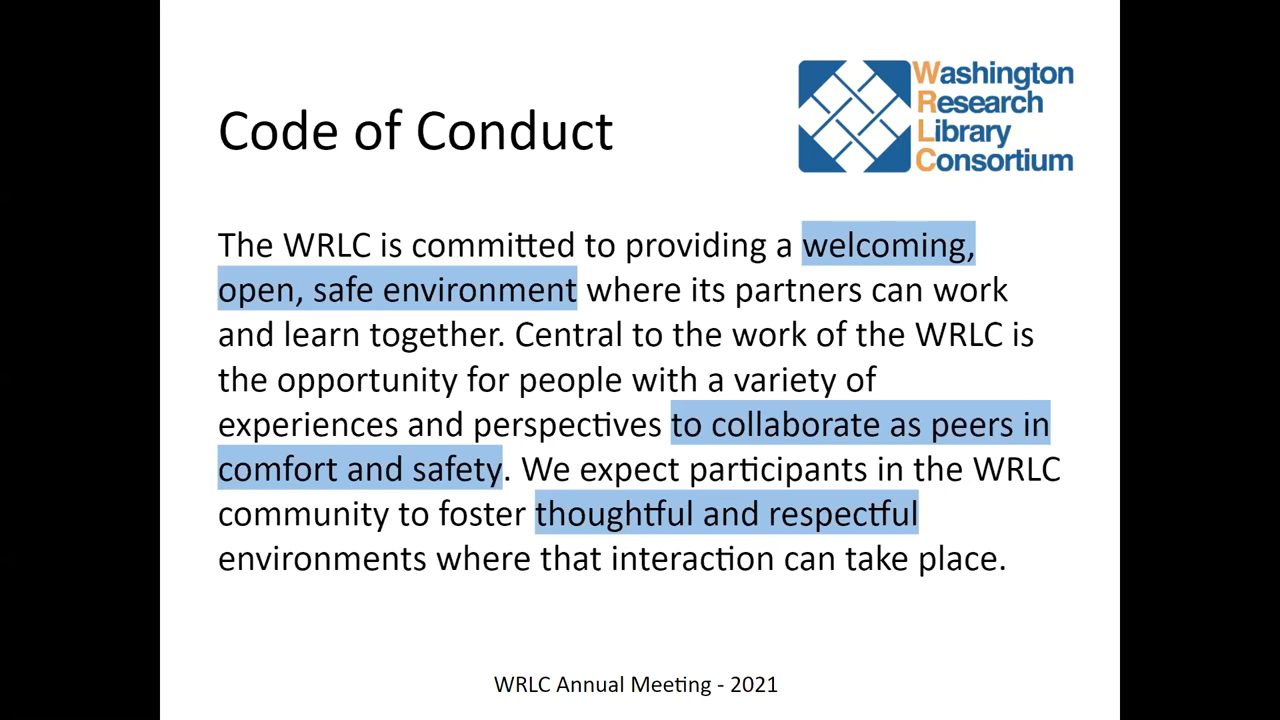 Code of Conduct
Washington
Research
Library
Consortium
The WRLC is committed to providing a welcoming,
open, safe environment where its partners can work
and learn together. Central to the work of the WRLC is
the opportunity for people with a variety of
experiences and perspectives to collaborate as peers in
comfort and safety. We expect participants in the WRLC
community to foster thoughtful and respectful
environments where that interaction can take place.
WRLC Annual Meeting - 2021